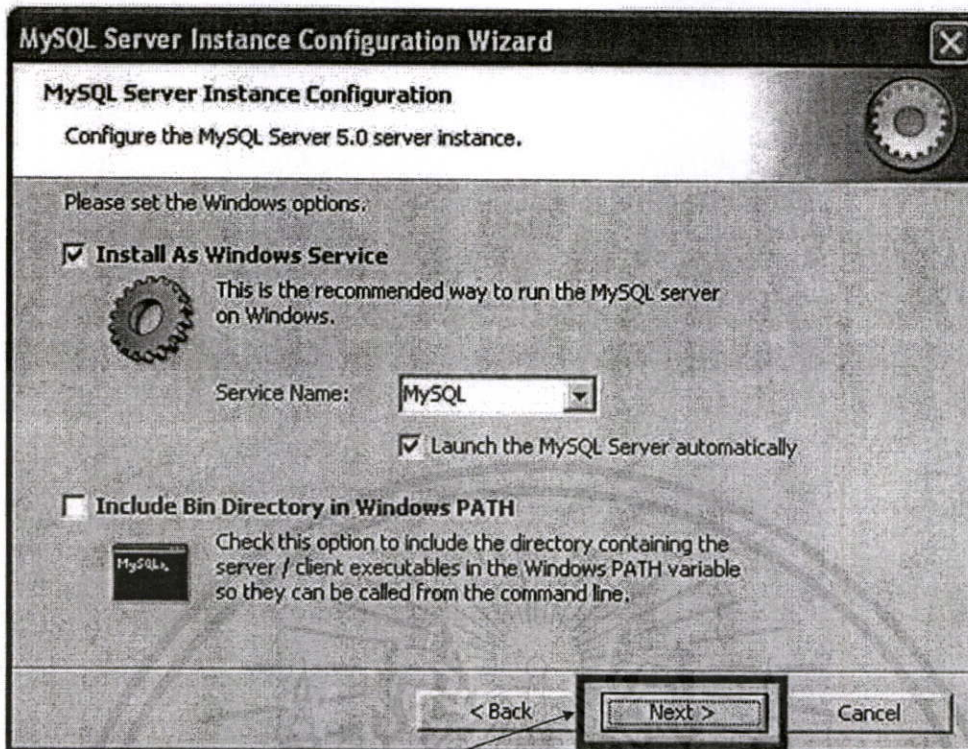 MySQL Server Instance Configuration Wizard
MySQL Server Instance Configuration
Configure the MySQL Server 5.0 server instance.
Please set the Windows options.
Install As Windows Service
This is the recommended way to run the MySQL server
on Windows.
Service Name: MySQL
Launch the MySQL Server automatically
Include Bin Directory in Windows PATH
MySQL>
Check this option to include the directory containing the
server / client executables in the Windows PATH variable
so they can be called from the command line.
< Back Next > Cancel